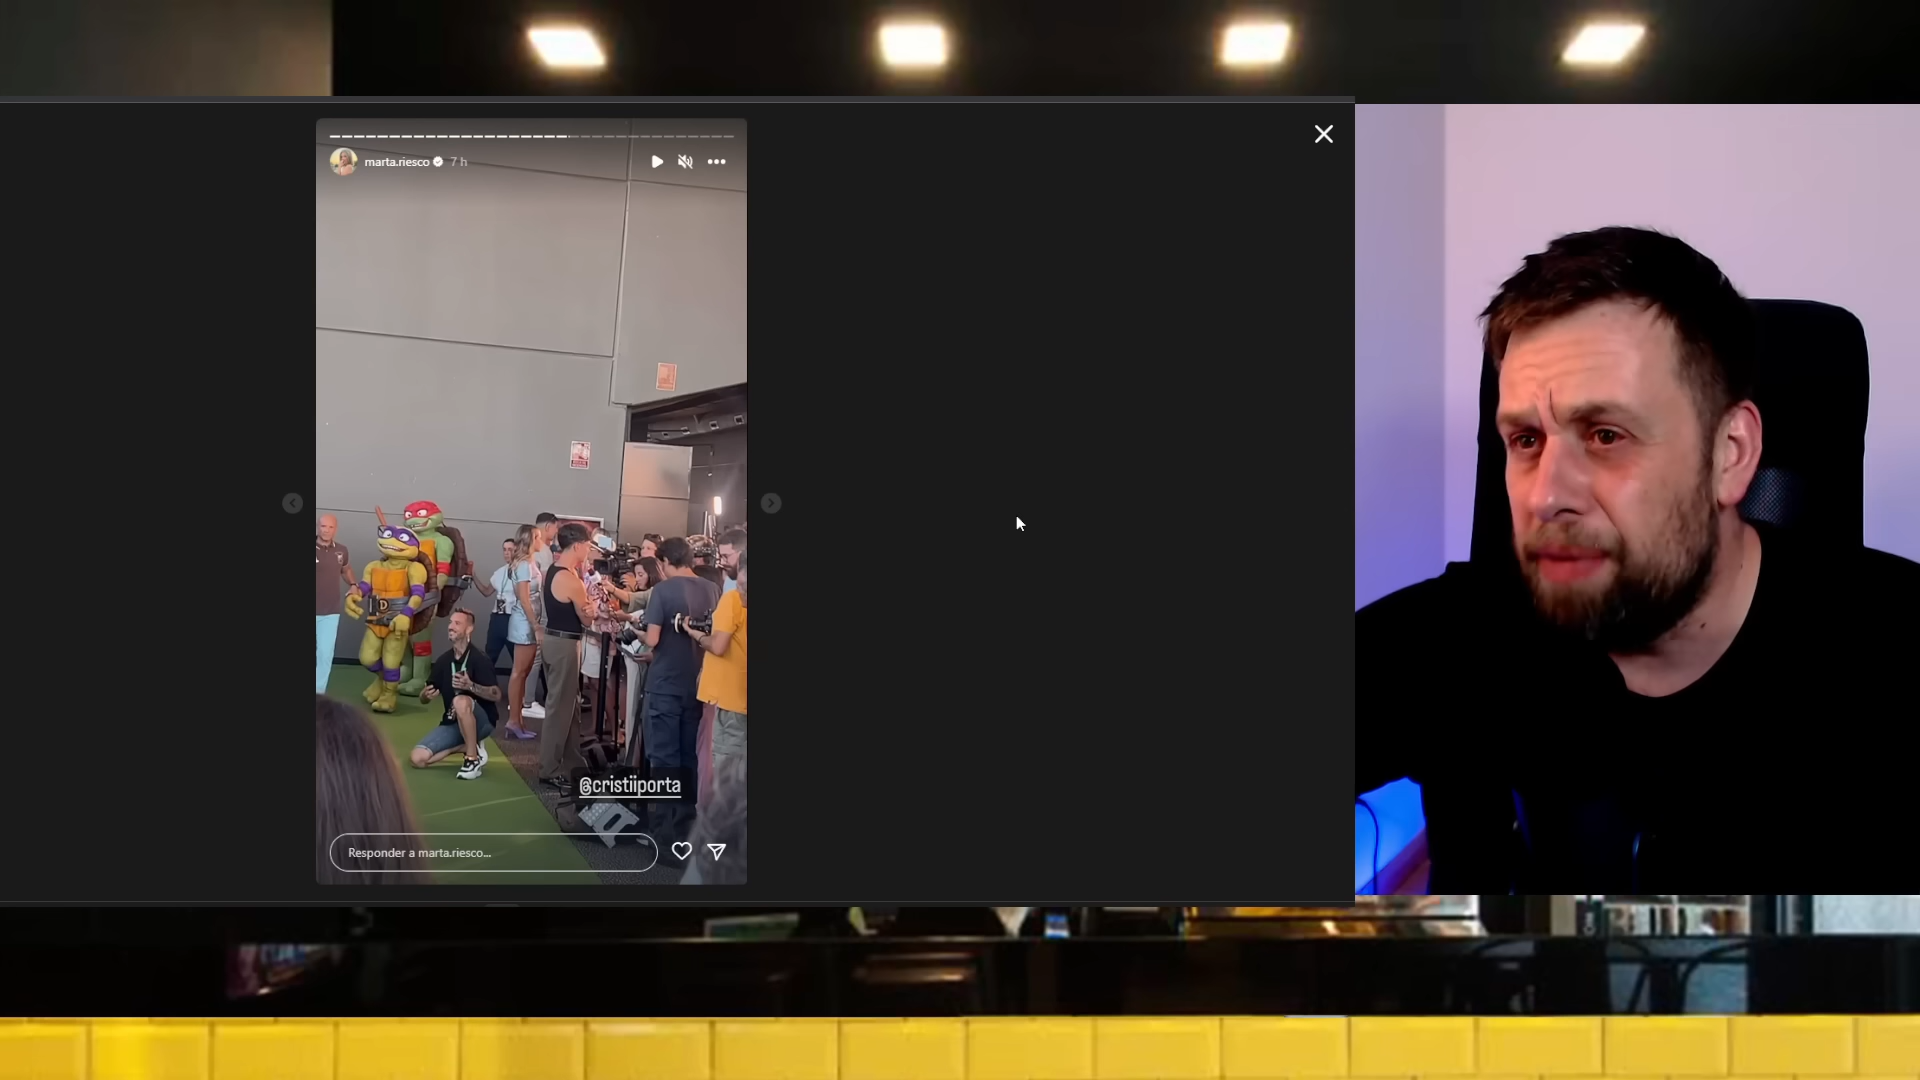 marta.riesco 7 h
D
@cristiiporta
Responder a marta.riesco...